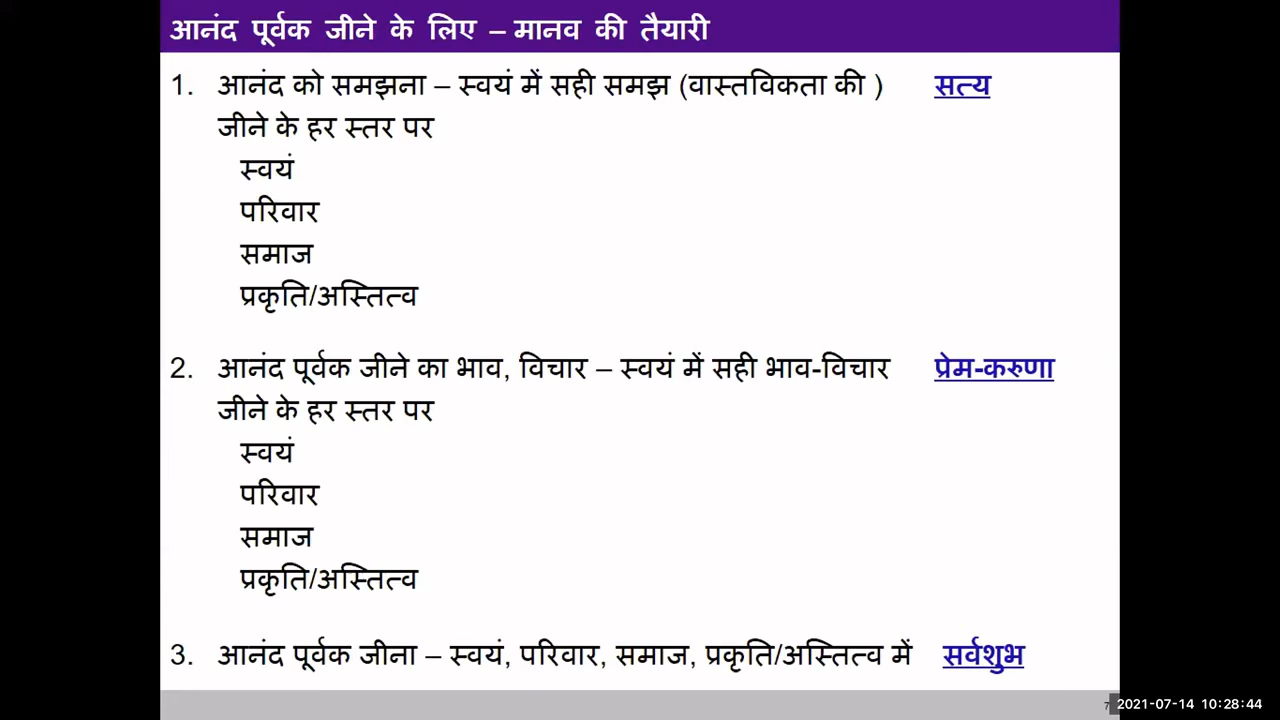 आनंद पूर्वक जीने के लिए – मानव की तैयारी
1. आनंद को समझना – स्वयं में सही समझ (वास्तविकता की ) सत्य
जीने के हर स्तर पर
स्वयं
परिवार
समाज
प्रकृति/अस्तित्व
2. आनंद पूर्वक जीने का भाव, विचार – स्वयं में सही भाव-विचार प्रेम-करुणा
जीने के हर स्तर पर
स्वयं
परिवार
समाज
प्रकृति/अस्तित्व
3. आनंद पूर्वक जीना – स्वयं, परिवार, समाज, प्रकृति/अस्तित्व में सर्वशुभ
2021-07-14 10:28:44